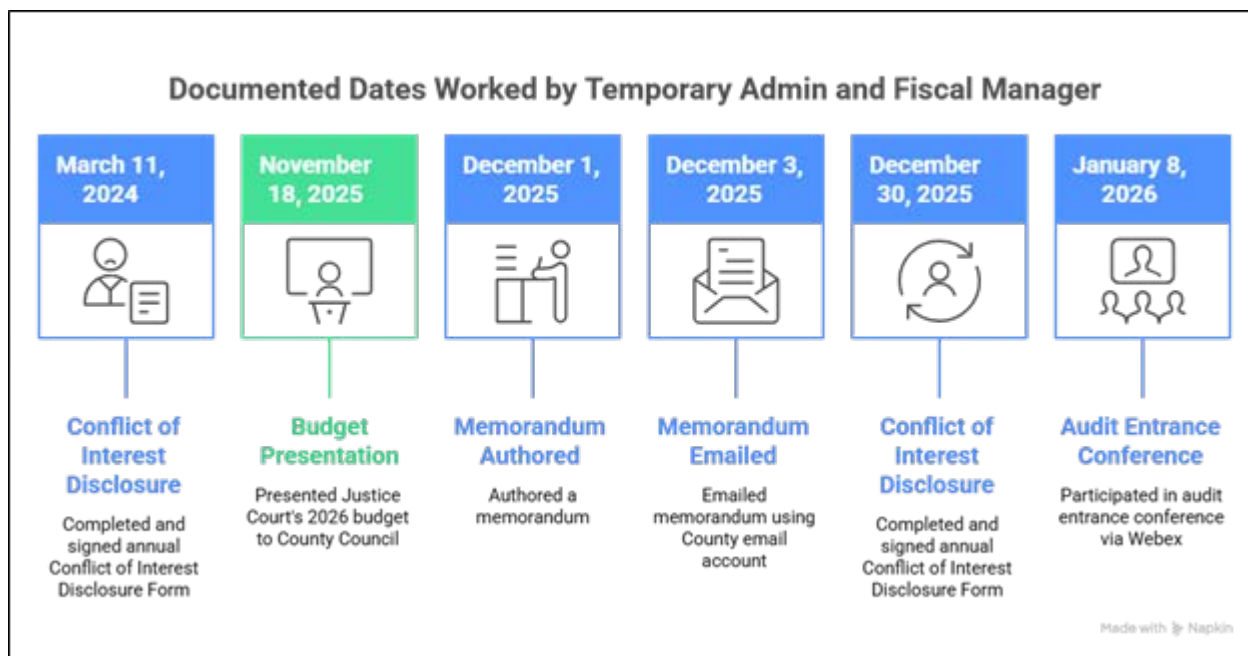 Documented Dates Worked by Temporary Admin and Fiscal Manager
March 11,
2024
November
18, 2025
December 1,
2025
December 3,
2025
December
30, 2025
January 8,
2026
Conflict of
Interest
Disclosure
Completed and
signed annual
Conflict of Interest
Disclosure Form
Budget
Presentation
Presented Justice
Court's 2026 budget
to County Council
Memorandum
Authored
Authored a
memorandum
Memorandum
Emailed
Emailed
memorandum using
County email
account
Conflict of
Interest
Disclosure
Completed and
signed annual
Conflict of Interest
Disclosure Form
Audit Entrance
Conference
Participated in audit
entrance conference
via Webex
Made with Napkin